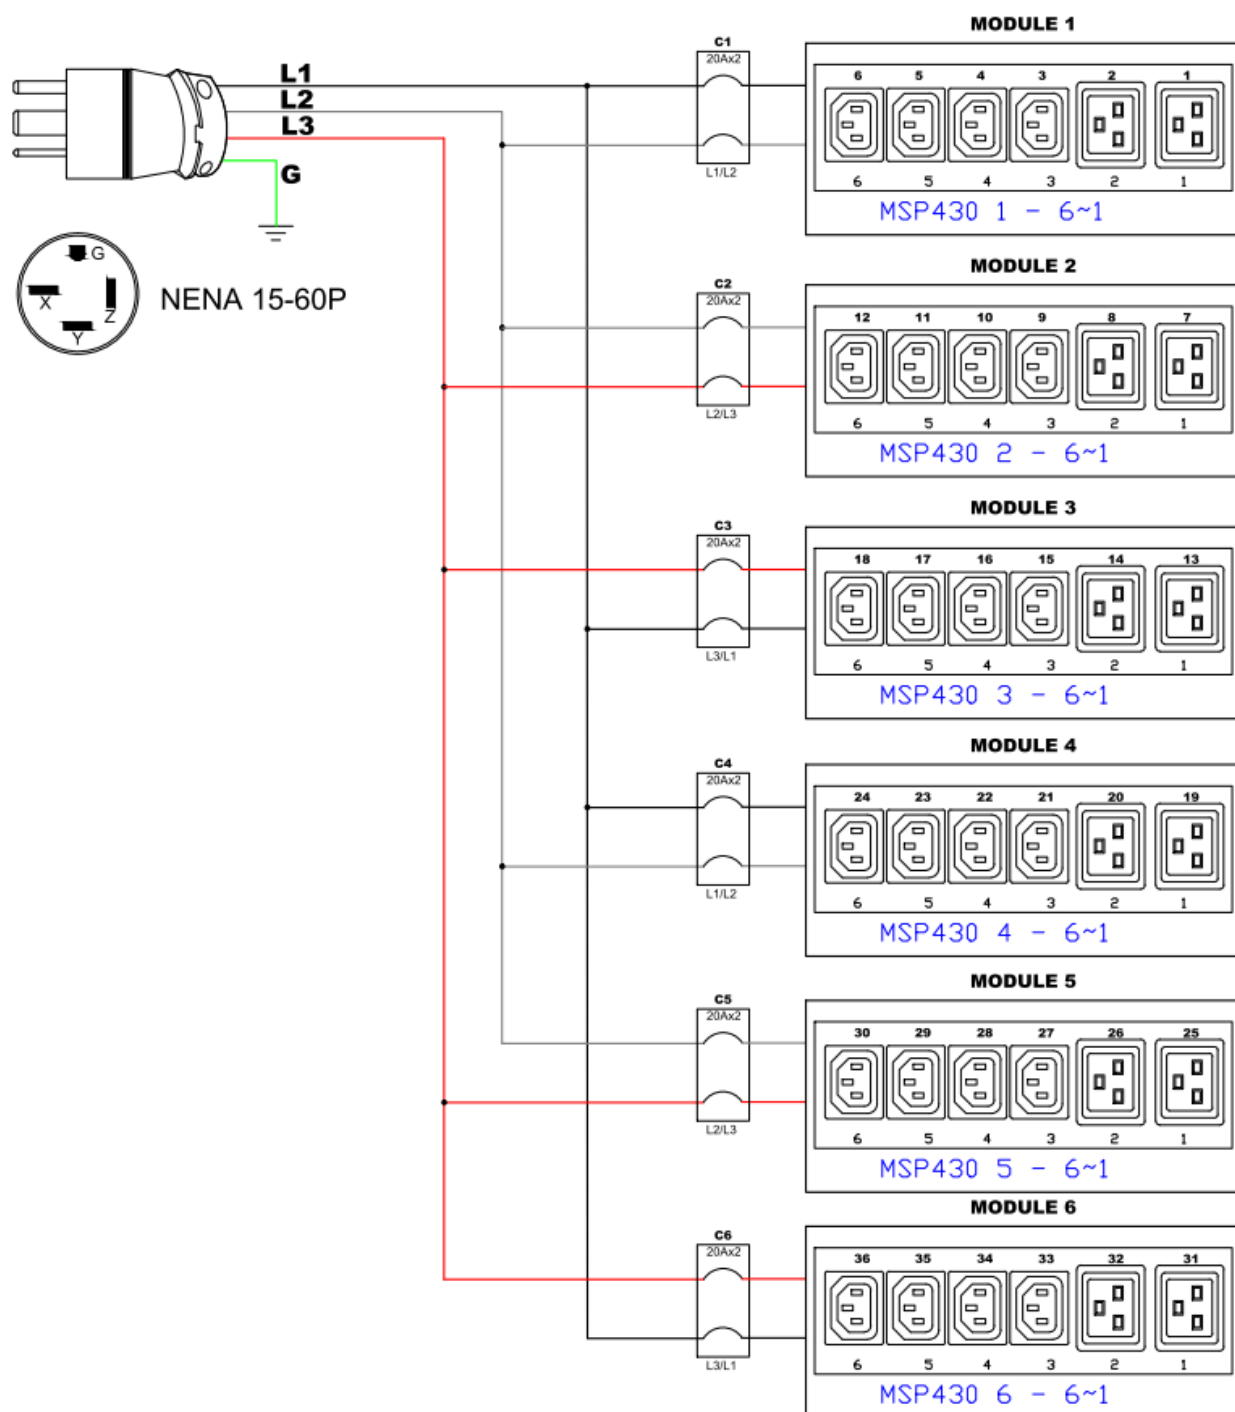 L1
L2
L3
G
G
X
Z
Y
NENA 15-60P
MODULE 1
C1
20Ax2
L1/L2
6 5 4 3 2 1
6 5 4 3 2 1
MSP430 1 - 6~1
MODULE 2
C2
20Ax2
L2/L3
12 11 10 9 8 7
6 5 4 3 2 1
MSP430 2 - 6~1
MODULE 3
C3
20Ax2
L3/L1
18 17 16 15 14 13
6 5 4 3 2 1
MSP430 3 - 6~1
MODULE 4
C4
20Ax2
L1/L2
24 23 22 21 20 19
6 5 4 3 2 1
MSP430 4 - 6~1
MODULE 5
C5
20Ax2
L2/L3
30 29 28 27 26 25
6 5 4 3 2 1
MSP430 5 - 6~1
MODULE 6
C6
20Ax2
L3/L1
36 35 34 33 32 31
6 5 4 3 2 1
MSP430 6 - 6~1